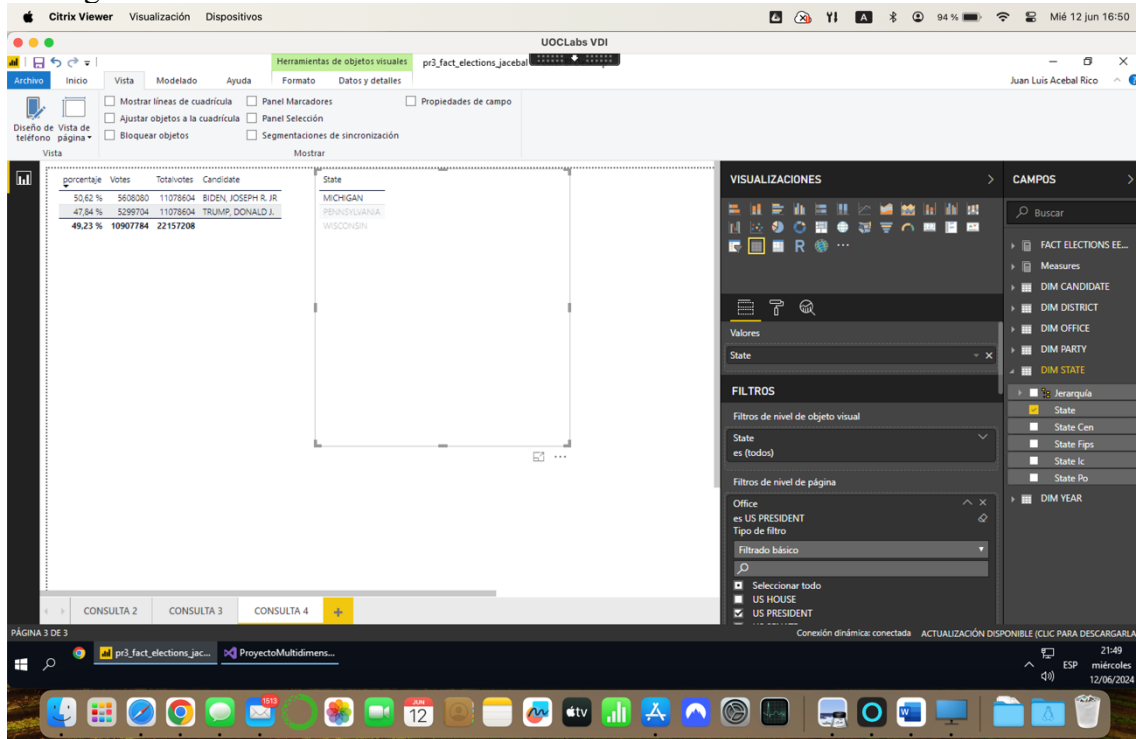 Citrix Viewer Visualización Dispositivos
A 94 % Mié 12 jun 16:50
UOCLabs VDI
Herramientas de objetos visuales pr3_fact_elections_jacebal
Archivo Inicio Vista Modelado Ayuda Formato Datos y detalles Juan Luis Acebal Rico
Mostrar líneas de cuadrícula Panel Marcadores Propiedades de campo
Ajustar objetos a la cuadrícula Panel Selección
Bloquear objetos Segmentaciones de sincronización
Diseño de teléfono
Vista de página
Vista Mostrar
porcentaje Votes Totalvotes Candidate
50,62 % 5608080 11078604 BIDEN, JOSEPH R. JR
47,84 % 5299704 11078604 TRUMP, DONALD J.
49,23 % 10907784 22157208
State
MICHIGAN
PENNSYLVANIA
WISCONSIN
VISUALIZACIONES
R
Valores
State
FILTROS
Filtros de nivel de objeto visual
State
es (todos)
Filtros de nivel de página
Office
es US PRESIDENT
Tipo de filtro
Filtrado básico
Seleccionar todo
US HOUSE
US PRESIDENT
CAMPOS
Buscar
FACT ELECTIONS EE...
Measures
DIM CANDIDATE
DIM DISTRICT
DIM OFFICE
DIM PARTY
DIM STATE
Jerarquía
State
State Cen
State Fips
State Ic
State Po
DIM YEAR
CONSULTA 2 CONSULTA 3 CONSULTA 4 +
PÁGINA 3 DE 3 Conexión dinámica: conectada ACTUALIZACIÓN DISPONIBLE (CLIC PARA DESCARGARLA
pr3_fact_elections_jac... ProyectoMultidimens...
ESP
21:49
miércoles
12/06/2024
1513
JUN
12
tv
W